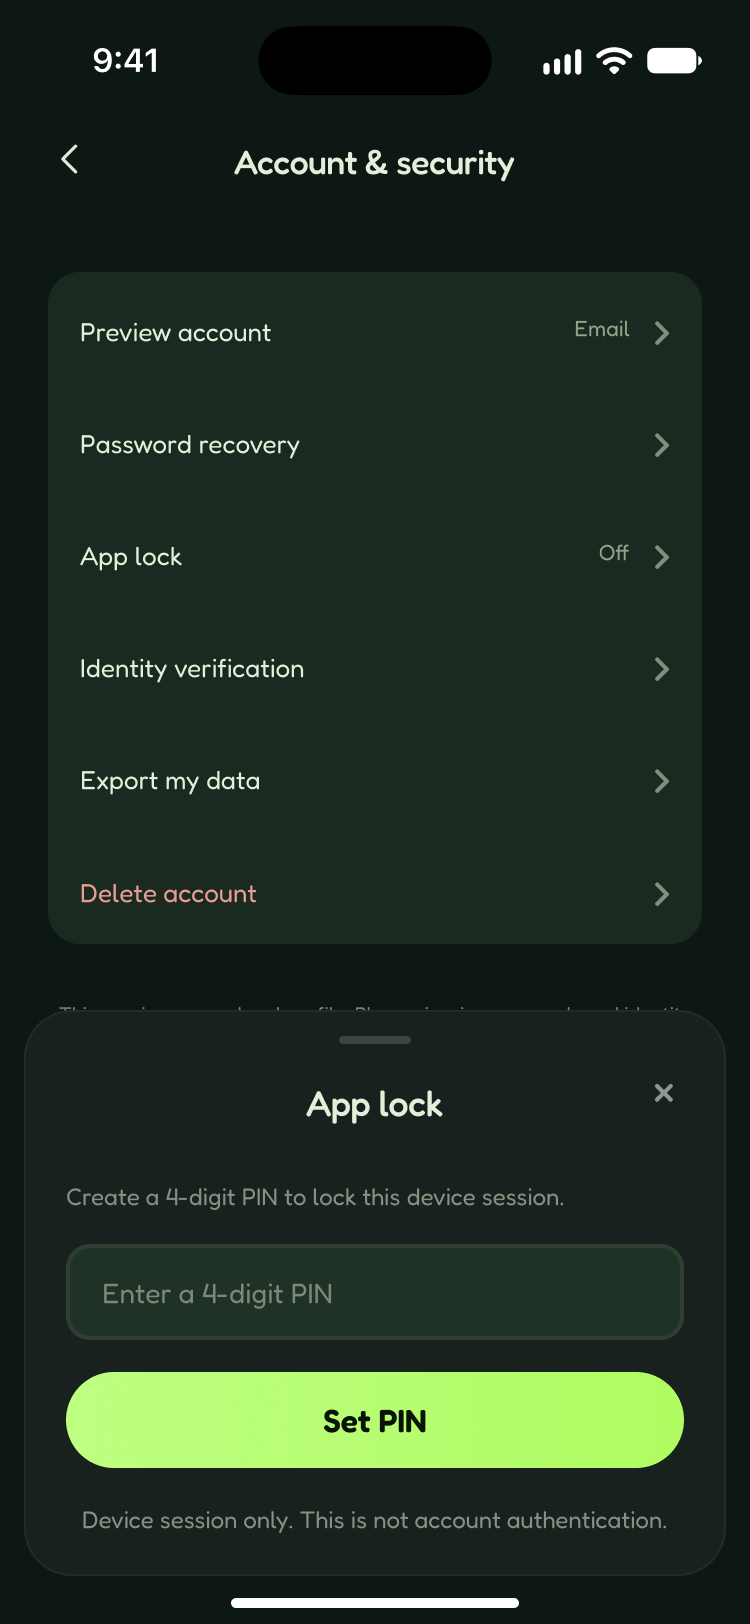 9:41
Account & security
Preview account
Email
Password recovery
App lock
Off
Identity verification
Export my data
Delete account
App lock
Create a 4-digit PIN to lock this device session.
Enter a 4-digit PIN
Set PIN
Device session only. This is not account authentication.